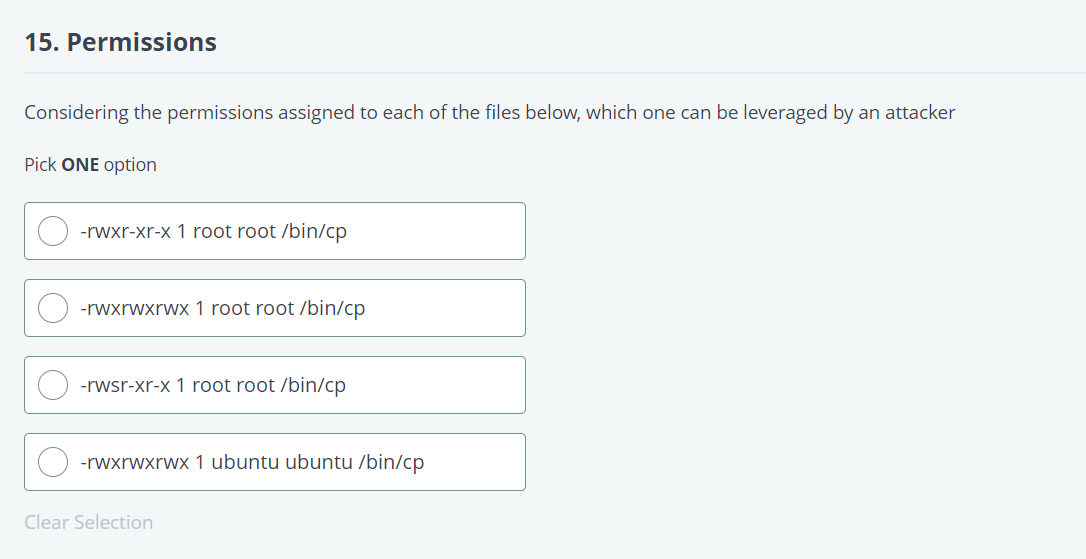 15. Permissions
Considering the permissions assigned to each of the files below, which one can be leveraged by an attacker
Pick ONE option
-rwxr-xr-x 1 root root /bin/cp
-rwxrwxrwx 1 root root /bin/cp
-rwsr-xr-x 1 root root /bin/cp
-rwxrwxrwx 1 ubuntu ubuntu /bin/cp
Clear Selection